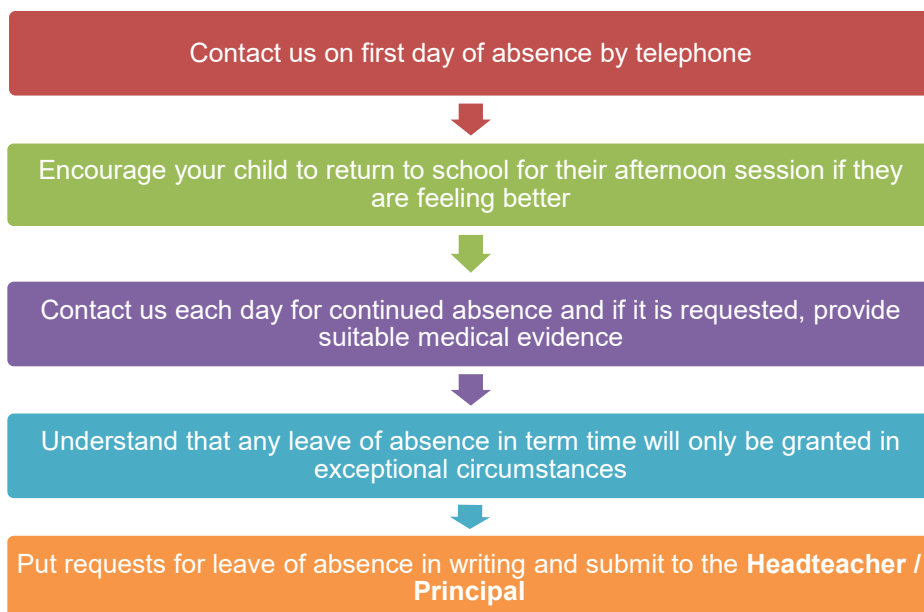 Contact us on first day of absence by telephone
Encourage your child to return to school for their afternoon session if they
are feeling better
Contact us each day for continued absence and if it is requested, provide
suitable medical evidence
Understand that any leave of absence in term time will only be granted in
exceptional circumstances
Put requests for leave of absence in writing and submit to the Headteacher /
Principal